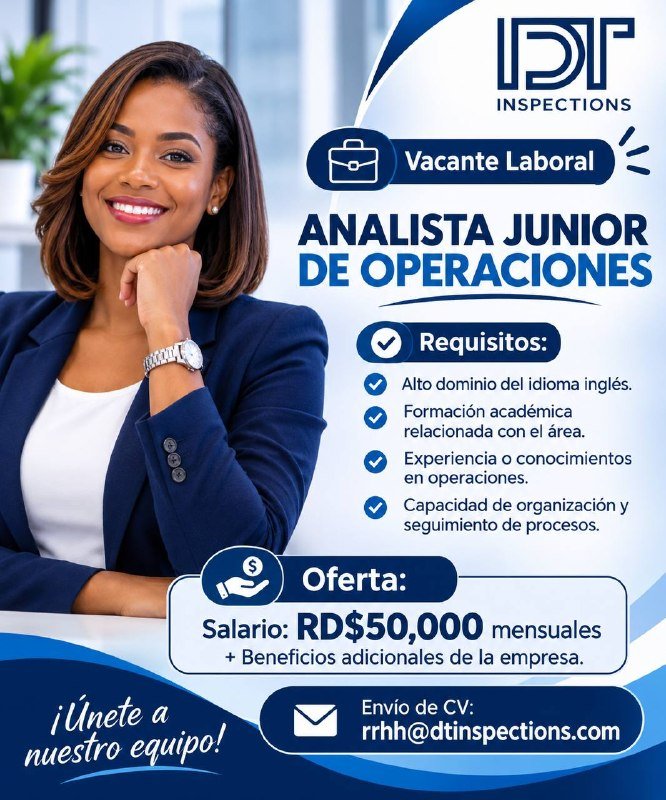 DT
INSPECTIONS
Vacante Laboral
ANALISTA JUNIOR
DE OPERACIONES
Requisitos:
Alto dominio del idioma inglés.
Formación académica
relacionada con el área.
Experiencia o conocimientos
en operaciones.
Capacidad de organización y
seguimiento de procesos.
$
Oferta:
Salario: RD$50,000 mensuales
+ Beneficios adicionales de la empresa.
¡Únete a
nuestro equipo!
Envío de CV:
rrhh@dtinspections.com